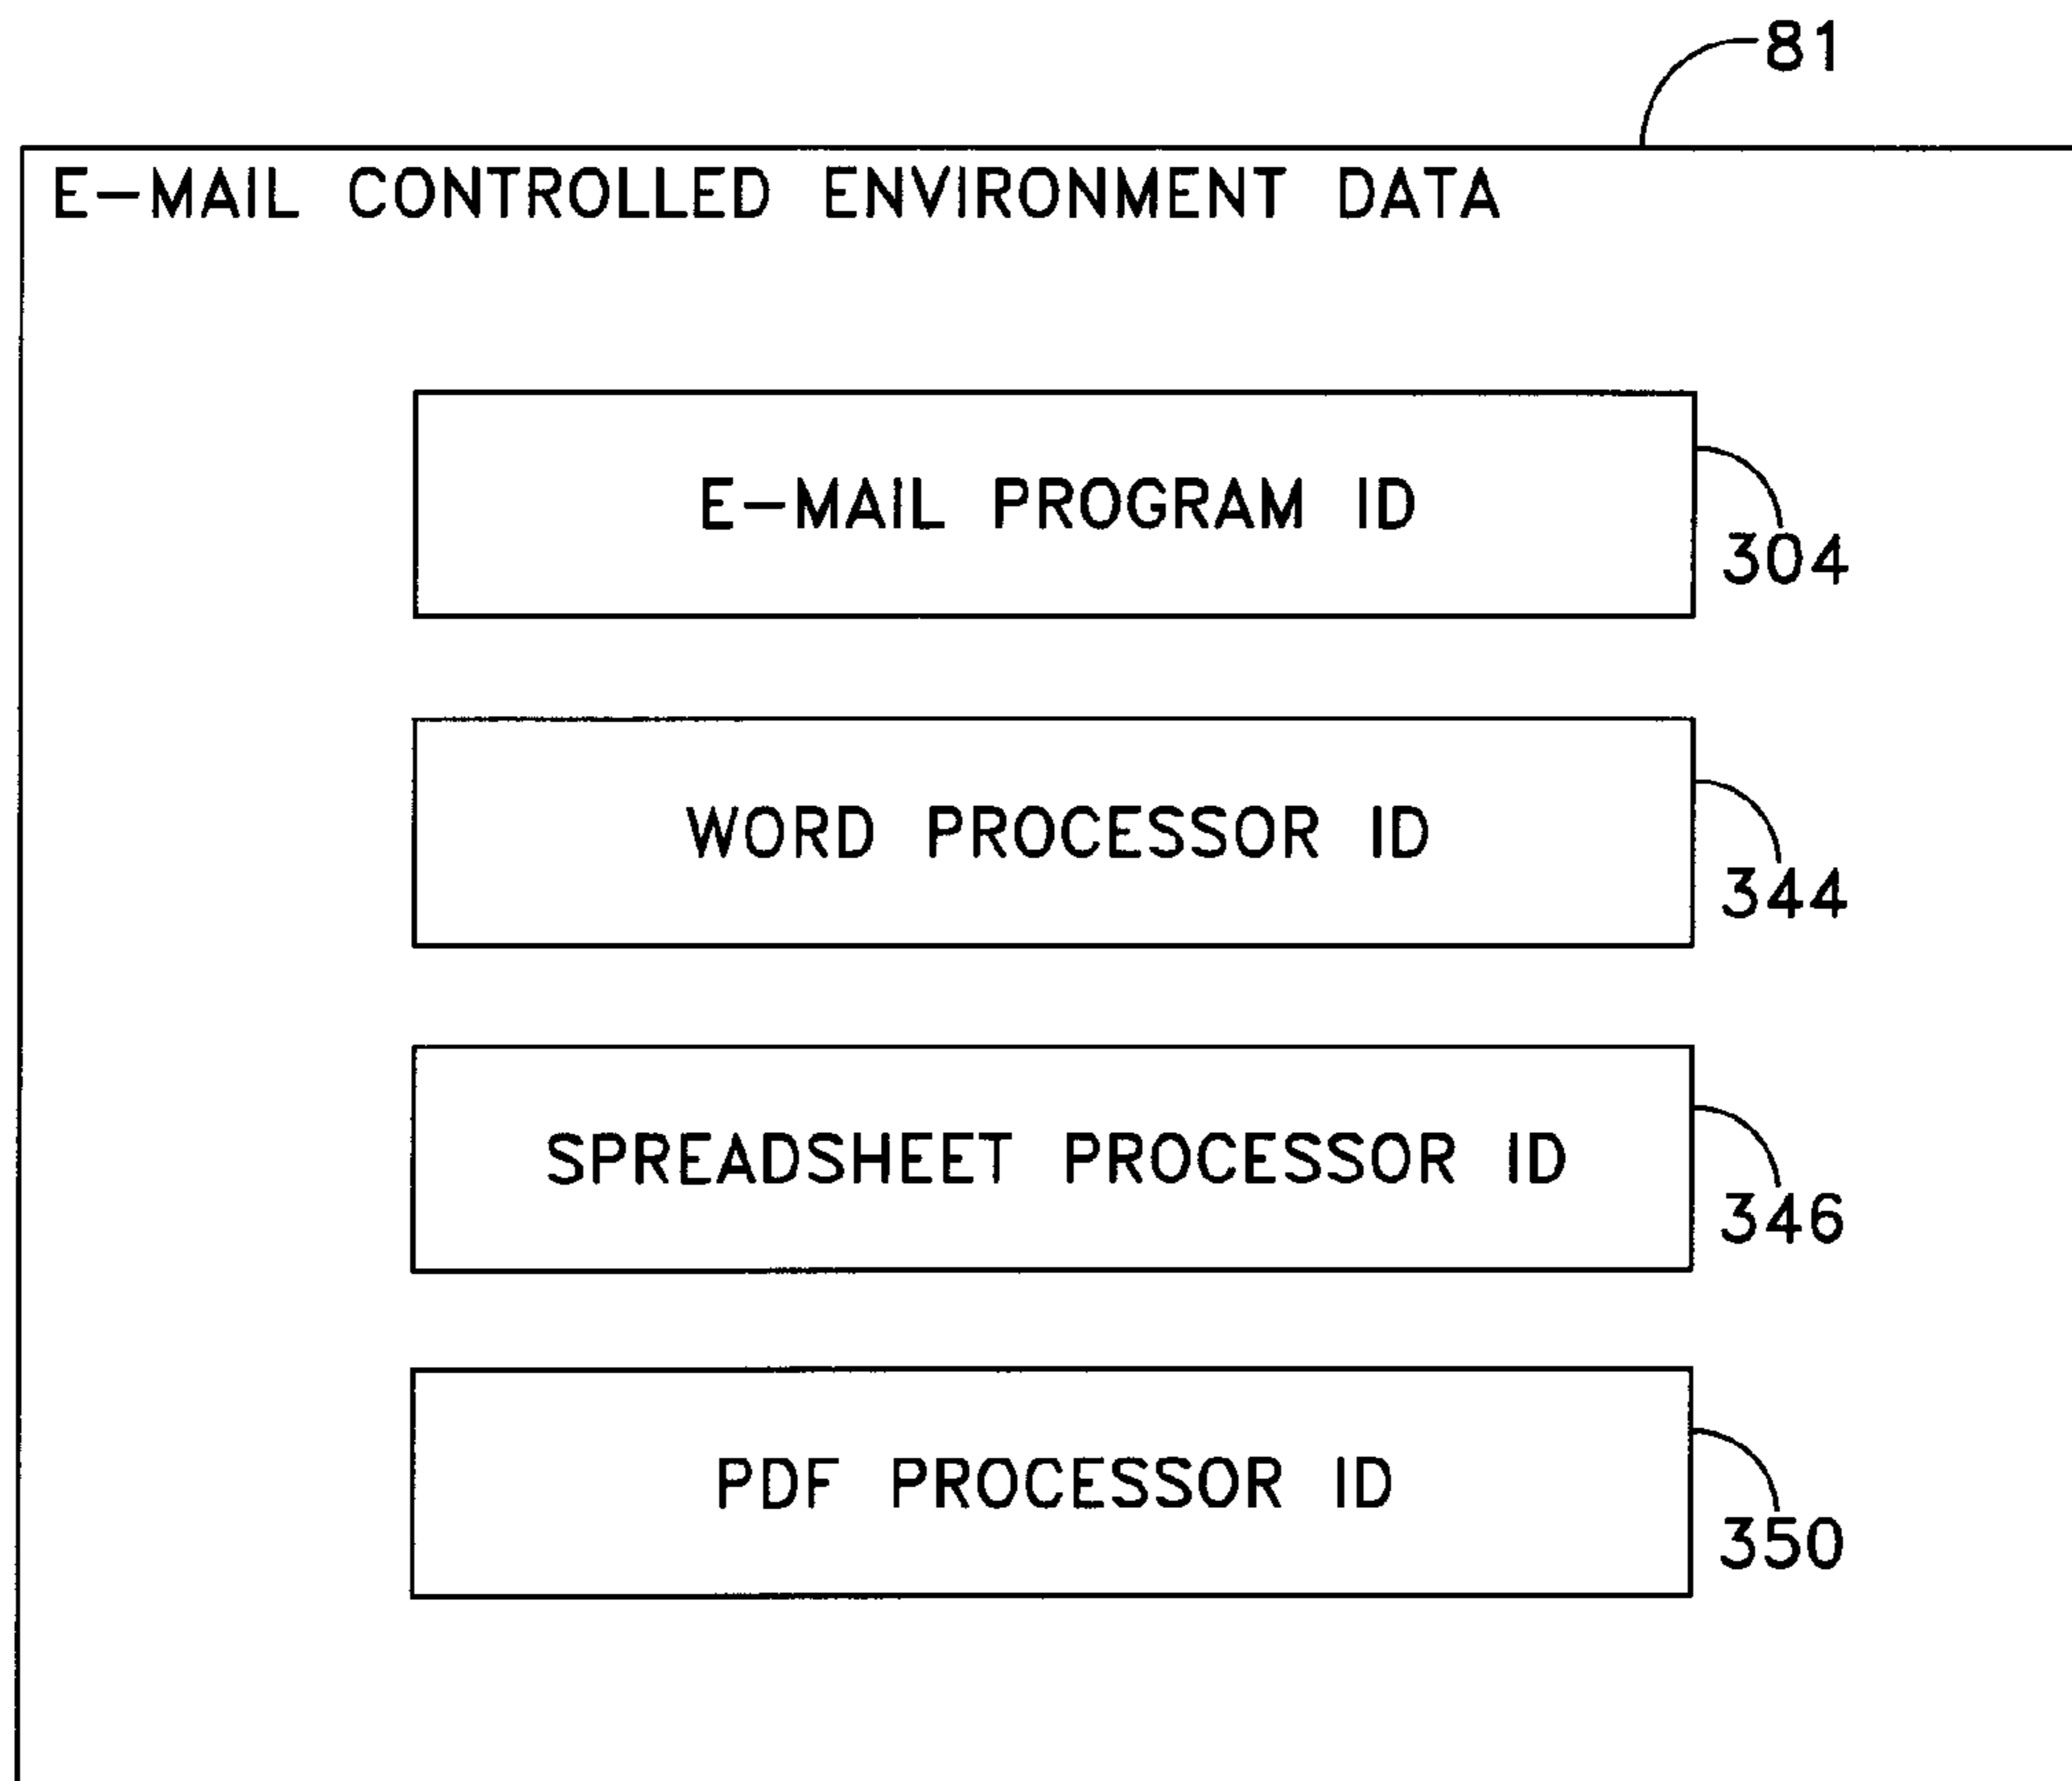 81
E-MAIL CONTROLLED ENVIRONMENT DATA
E-MAIL PROGRAM ID
304
WORD PROCESSOR ID
344
SPREADSHEET PROCESSOR ID
346
PDF PROCESSOR ID
350